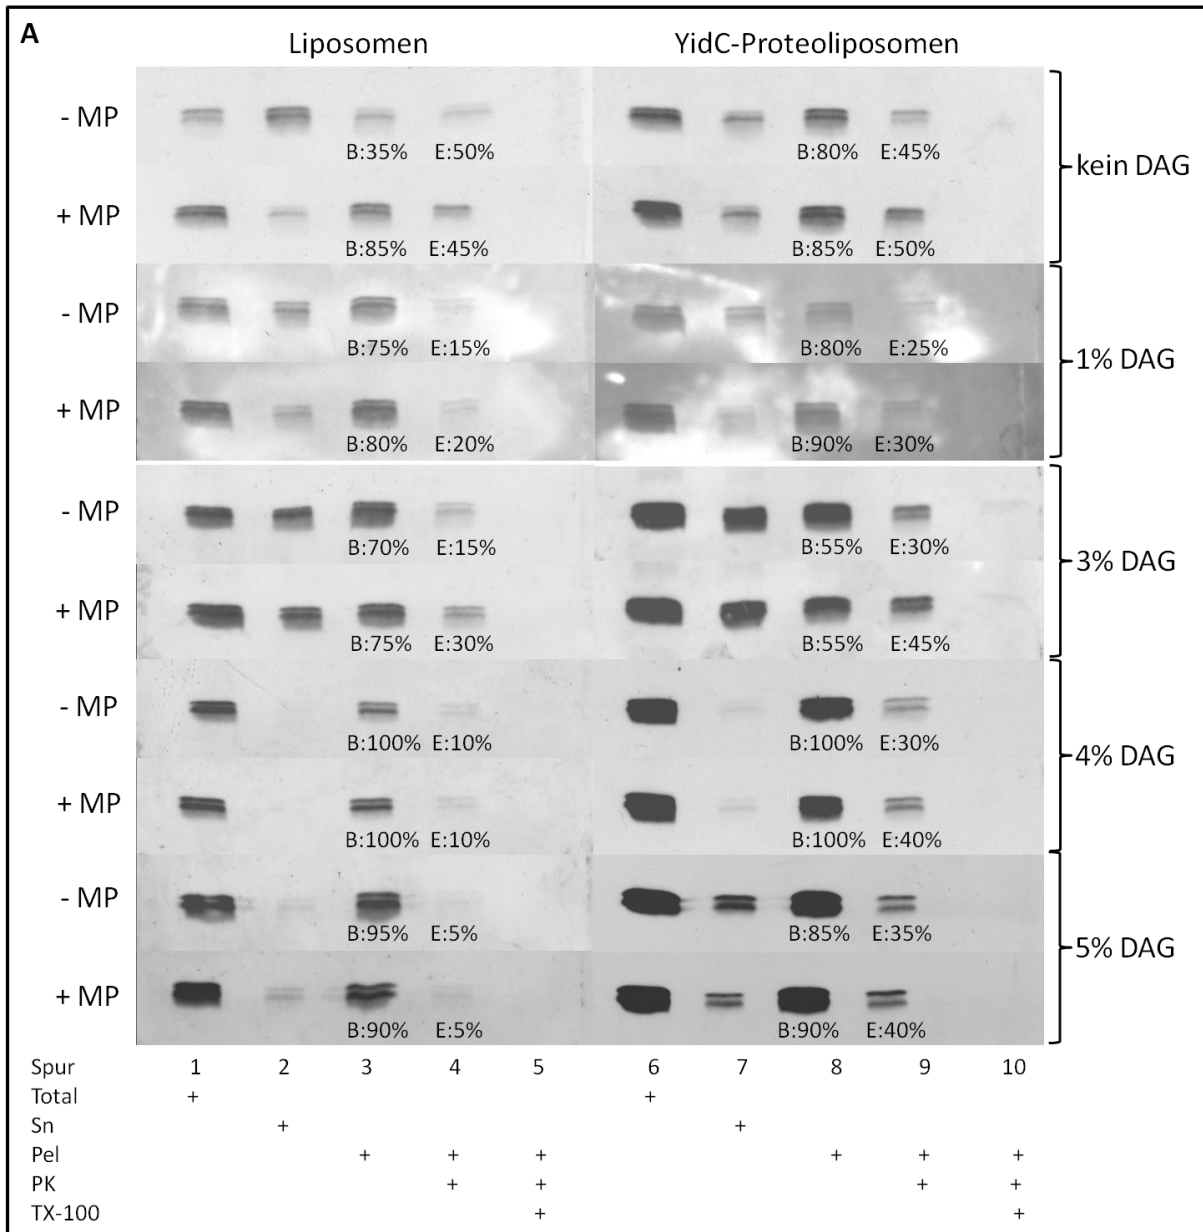 A
Liposomen YidC-Proteoliposomen
- MP
B:35% E:50% B:80% E:45%
kein DAG
+ MP
B:85% E:45% B:85% E:50%
- MP
B:75% E:15% B:80% E:25%
1% DAG
+ MP
B:80% E:20% B:90% E:30%
- MP
B:70% E:15% B:55% E:30%
3% DAG
+ MP
B:75% E:30% B:55% E:45%
- MP
B:100% E:10% B:100% E:30%
4% DAG
+ MP
B:100% E:10% B:100% E:40%
- MP
B:95% E:5% B:85% E:35%
5% DAG
+ MP
B:90% E:5% B:90% E:40%
Spur 1 2 3 4 5 6 7 8 9 10
Total + +
Sn + +
Pel + + + + + +
PK + + + +
TX-100 + +